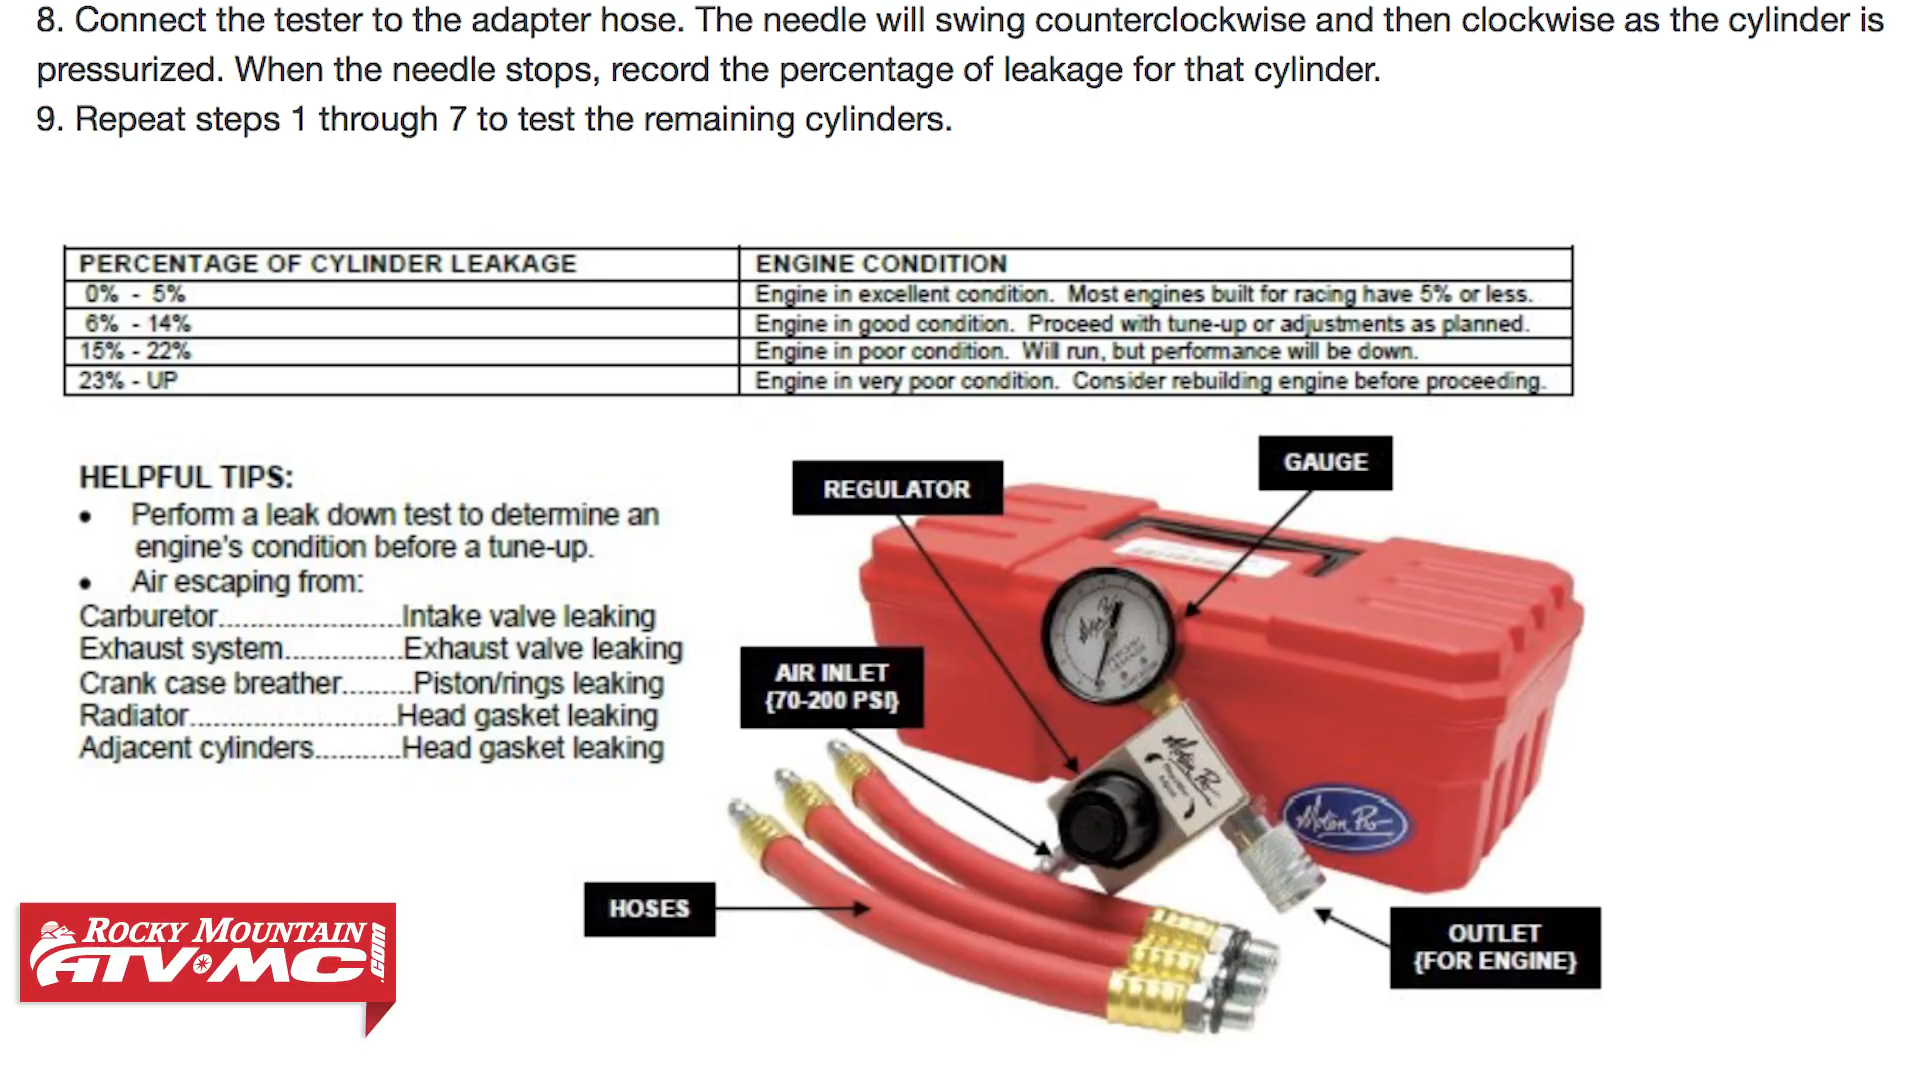 8. Connect the tester to the adapter hose. The needle will swing counterclockwise and then clockwise as the cylinder is
pressurized. When the needle stops, record the percentage of leakage for that cylinder.
9. Repeat steps 1 through 7 to test the remaining cylinders.
PERCENTAGE OF CYLINDER LEAKAGE ENGINE CONDITION
0% - 5% Engine in excellent condition. Most engines built for racing have 5% or less.
6% - 14% Engine in good condition. Proceed with tune-up or adjustments as planned.
15% - 22% Engine in poor condition. Will run, but performance will be down.
23% - UP Engine in very poor condition. Consider rebuilding engine before proceeding.
HELPFUL TIPS:
• Perform a leak down test to determine an
engine's condition before a tune-up.
• Air escaping from:
Carburetor............................Intake valve leaking
Exhaust system..................Exhaust valve leaking
Crank case breather..........Piston/rings leaking
Radiator................................Head gasket leaking
Adjacent cylinders.............Head gasket leaking
REGULATOR
GAUGE
AIR INLET
{70-200 PSI}
HOSES
OUTLET
{FOR ENGINE}
Motion Pro
Motion Pro
Motion Pro
ROCKY MOUNTAIN
ATV MC
.COM